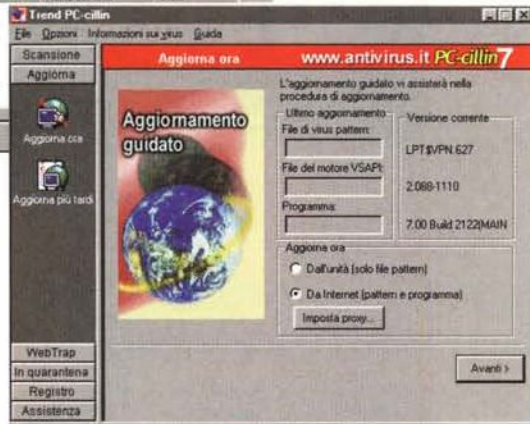 Trend PC-cillin
File Opzioni Informazioni sui virus Guida
Scansione
Aggiorna
Aggiorna ora
Aggiorna più tardi
WebTrap
In quarantena
Registro
Assistenza
Aggiorna ora
www.antivirus.it PC-cillin 7
Aggiornamento
guidato
L'aggiornamento guidato vi assisterà nella
procedura di aggiornamento.
Ultimo aggiornamento
File di virus pattern:
File del motore VSAPI:
Programma:
Versione corrente
LPT$VPN.627
2.088-1110
7.00 Build 2122(MAIN
Aggiorna ora
Dall'unità (solo file pattern)
Da Internet (pattern e programma)
Imposta proxy...
Avanti >